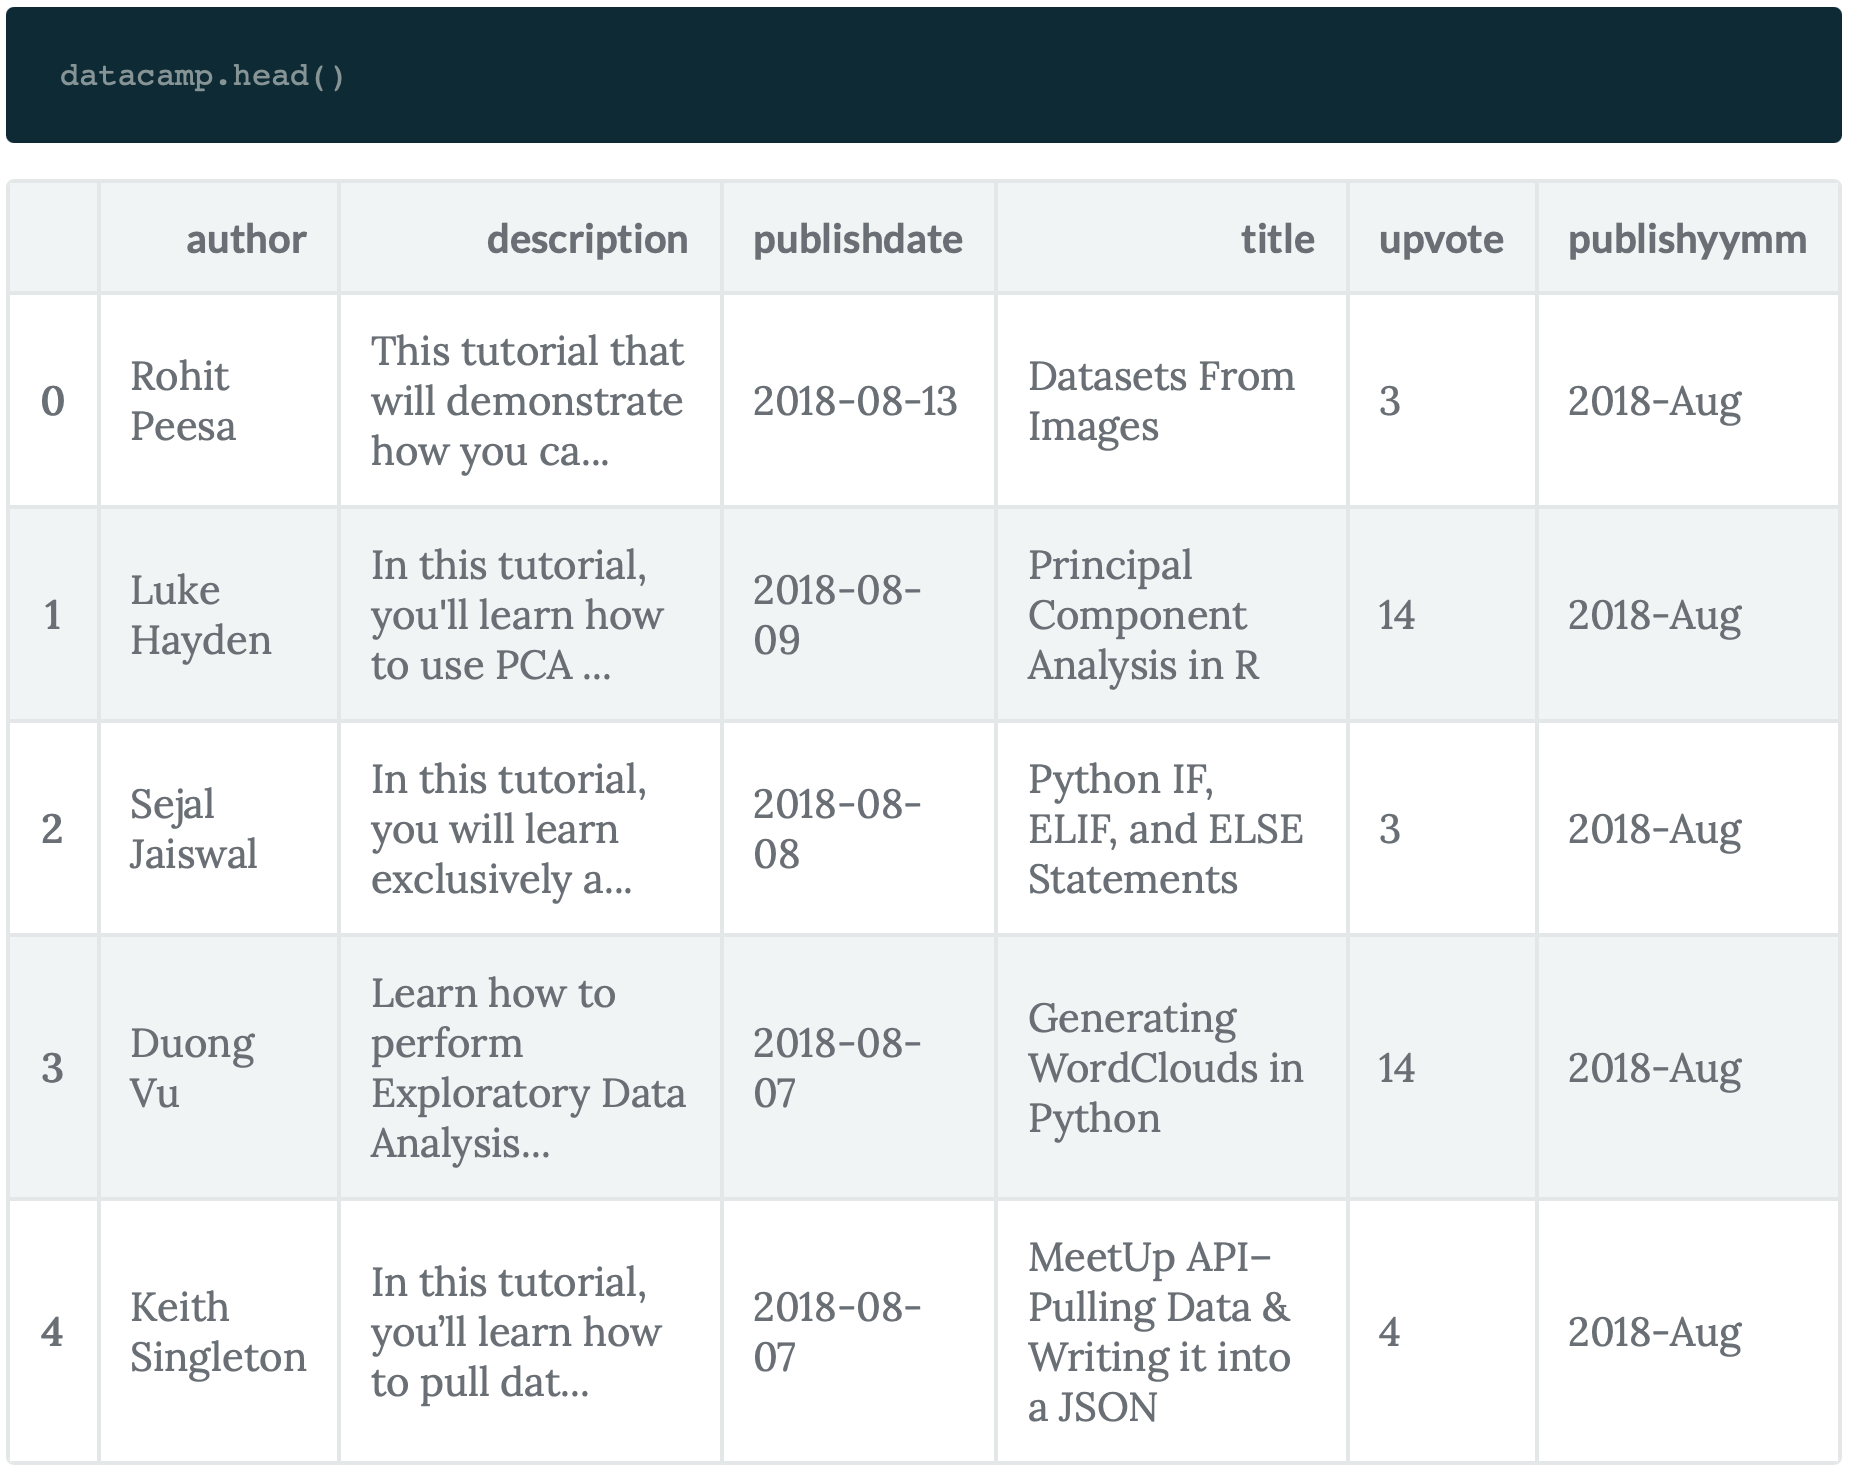 datacamp.head()
author description publishdate title upvote publishyymm
0 Rohit Peesa This tutorial that will demonstrate how you ca... 2018-08-13 Datasets From Images 3 2018-Aug
1 Luke Hayden In this tutorial, you'll learn how to use PCA ... 2018-08-09 Principal Component Analysis in R 14 2018-Aug
2 Sejal Jaiswal In this tutorial, you will learn exclusively a... 2018-08-08 Python IF, ELIF, and ELSE Statements 3 2018-Aug
3 Duong Vu Learn how to perform Exploratory Data Analysis... 2018-08-07 Generating WordClouds in Python 14 2018-Aug
4 Keith Singleton In this tutorial, you’ll learn how to pull dat... 2018-08-07 MeetUp API–Pulling Data & Writing it into a JSON 4 2018-Aug